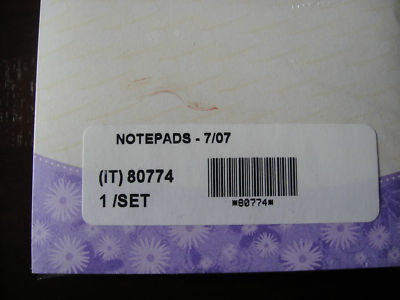 NOTEPADS - 7/07
(IT) 80774
1 /SET
*80774*